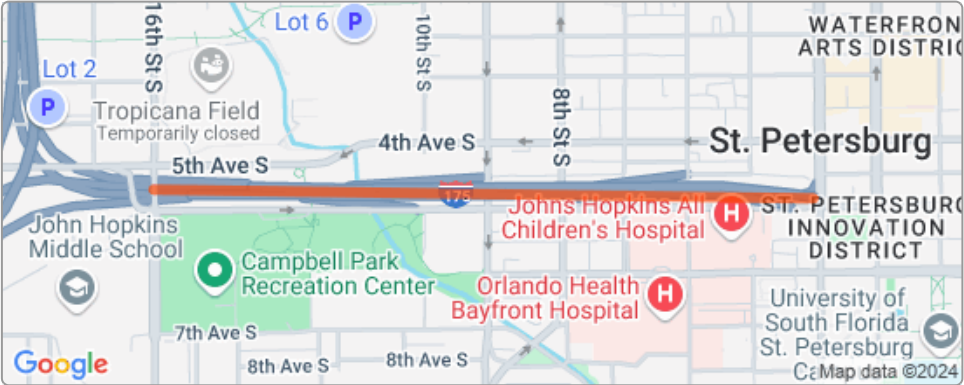 16th St S
Lot 6
P
10th St S
WATERFRON
ARTS DISTRIC
Lot 2
P
Tropicana Field
Temporarily closed
8th St S
4th Ave S
St. Petersburg
5th Ave S
175
Johns Hopkins All
Children's Hospital
H
ST. PETERSBURG
INNOVATION
DISTRICT
John Hopkins
Middle School
Campbell Park
Recreation Center
Orlando Health
Bayfront Hospital
H
University of
South Florida
St. Petersburg
Ca
7th Ave S
8th Ave S
8th Ave S
Google
Map data ©2024